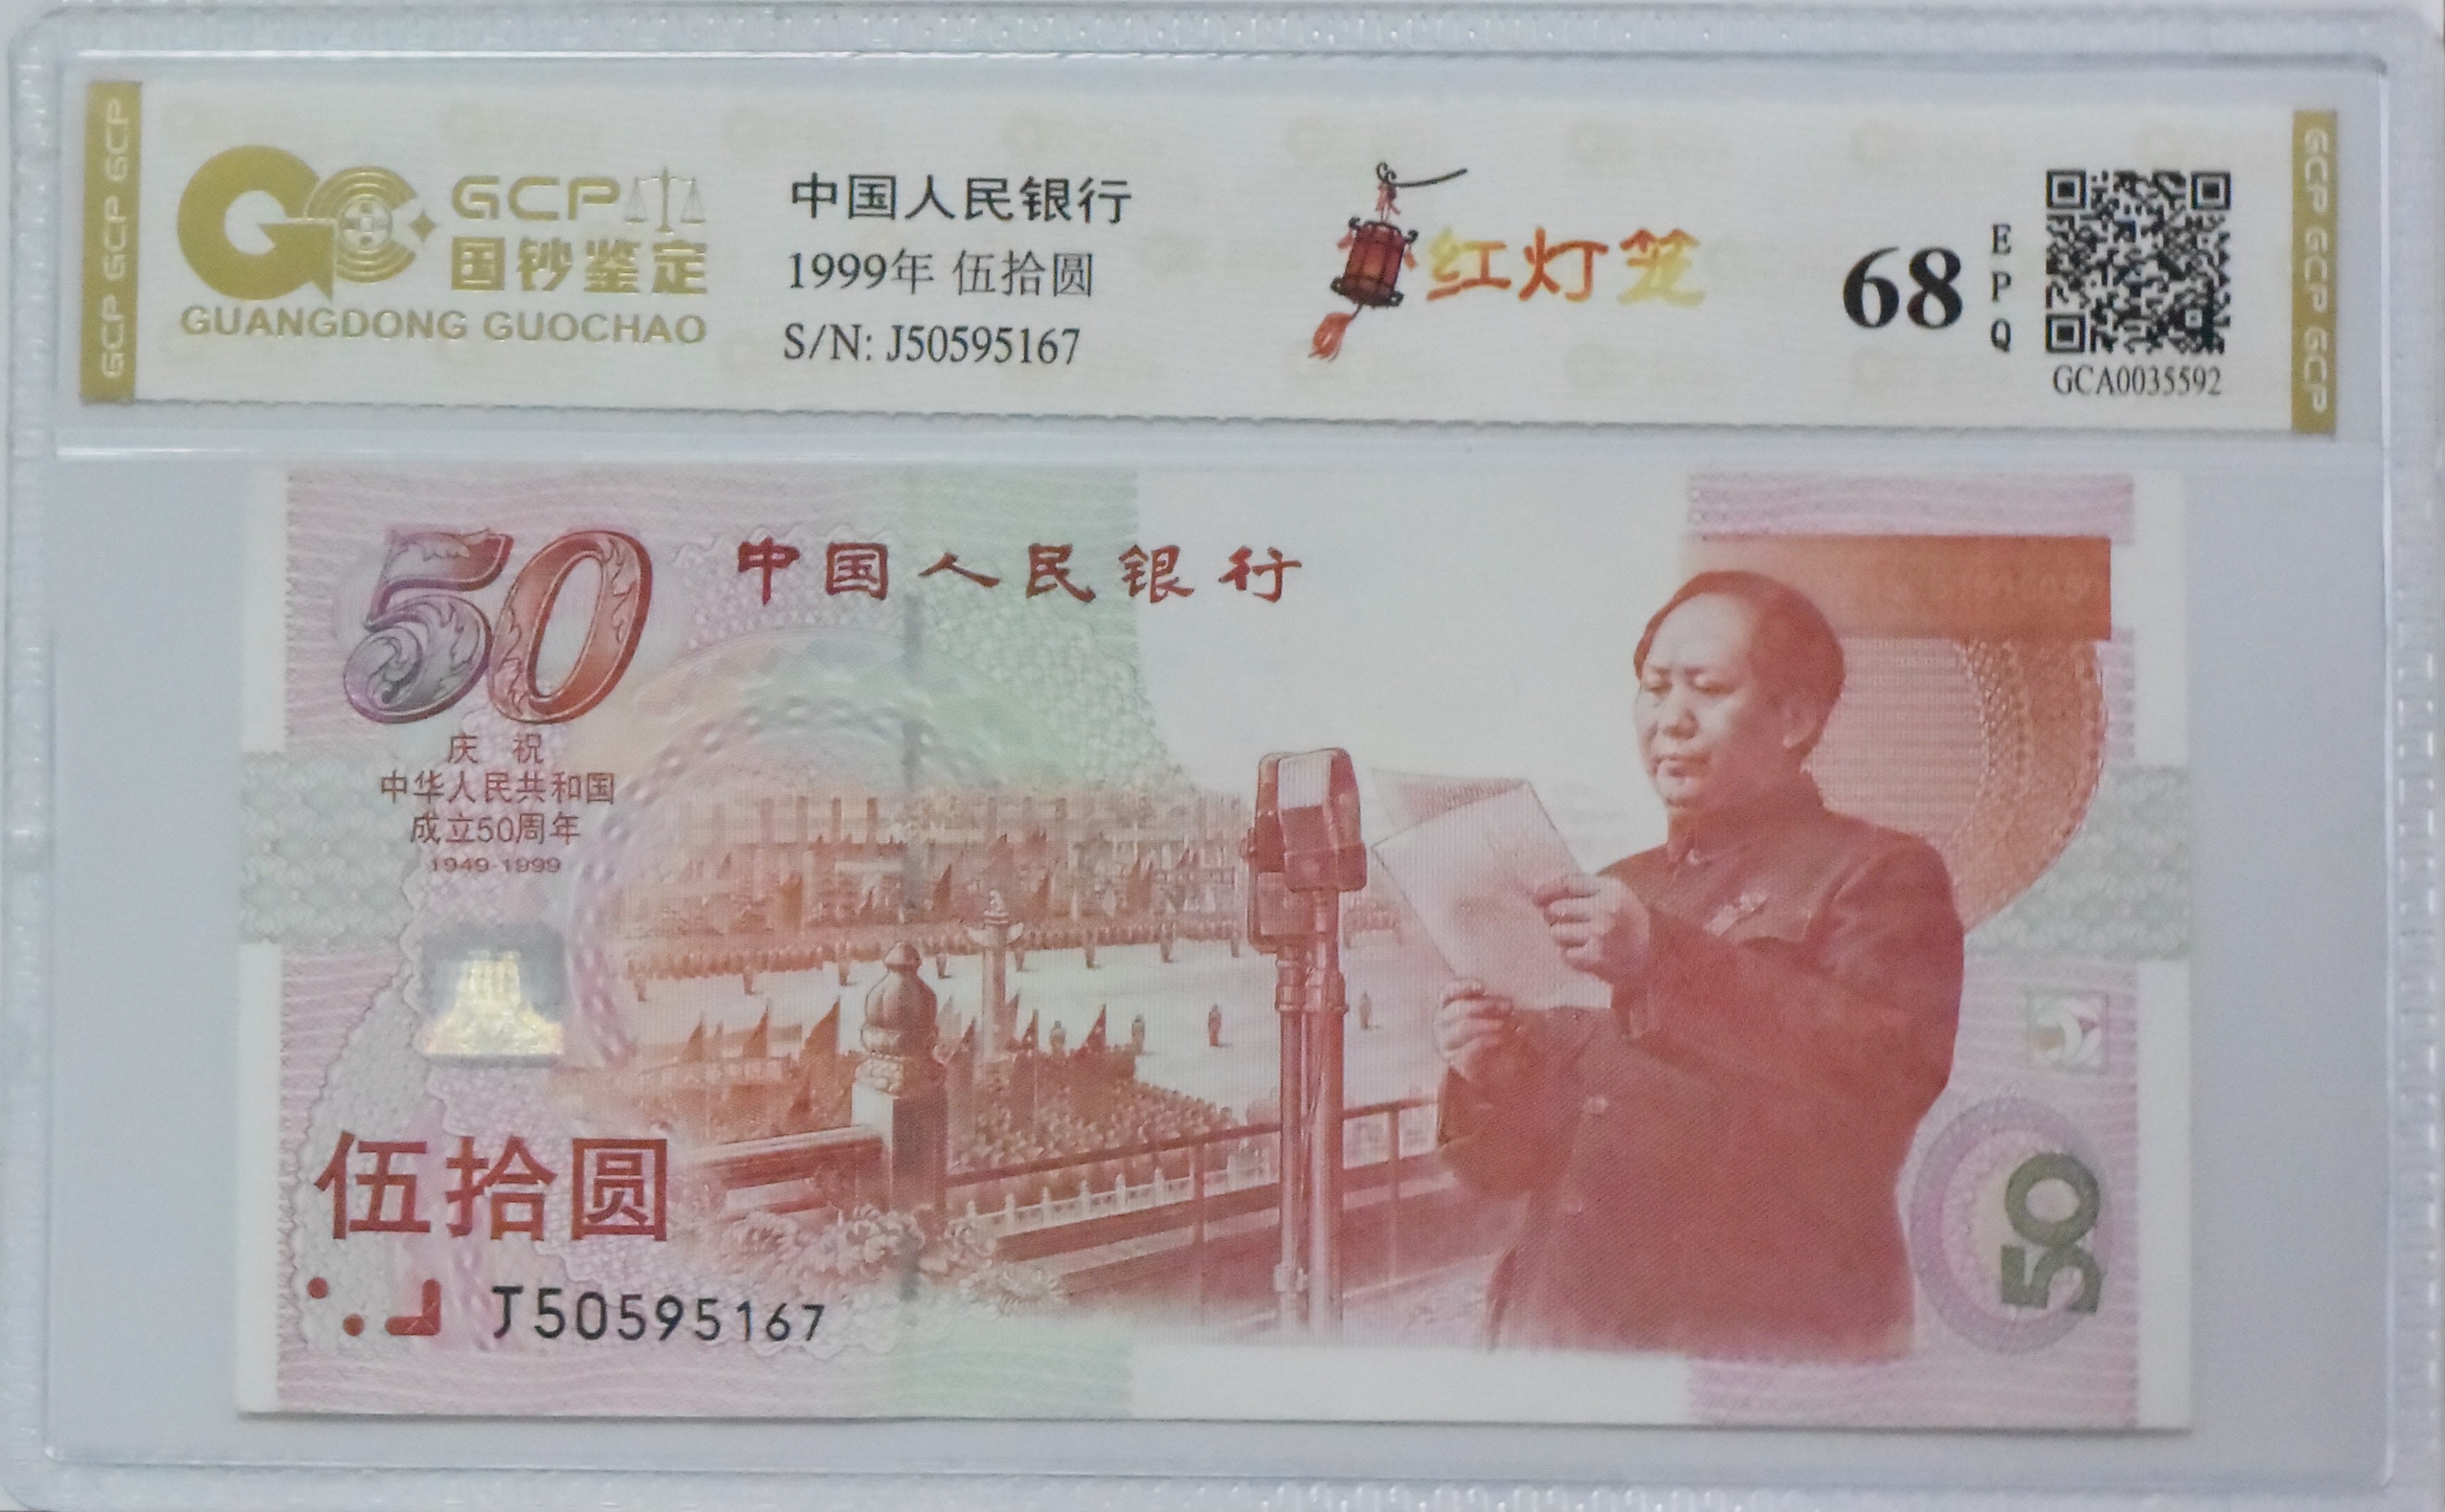 GCP GCP GCP
GCP
国钞鉴定
GUANGDONG GUOCHAO
中国人民银行
1999年 伍拾圆
S/N: J50595167
红灯笼
68
E
P
Q
GCA0035592
GCP GCP GCP
50
中国人民银行
庆 祝
中华人民共和国
成立50周年
1949-1999
伍拾圆
J50595167
50